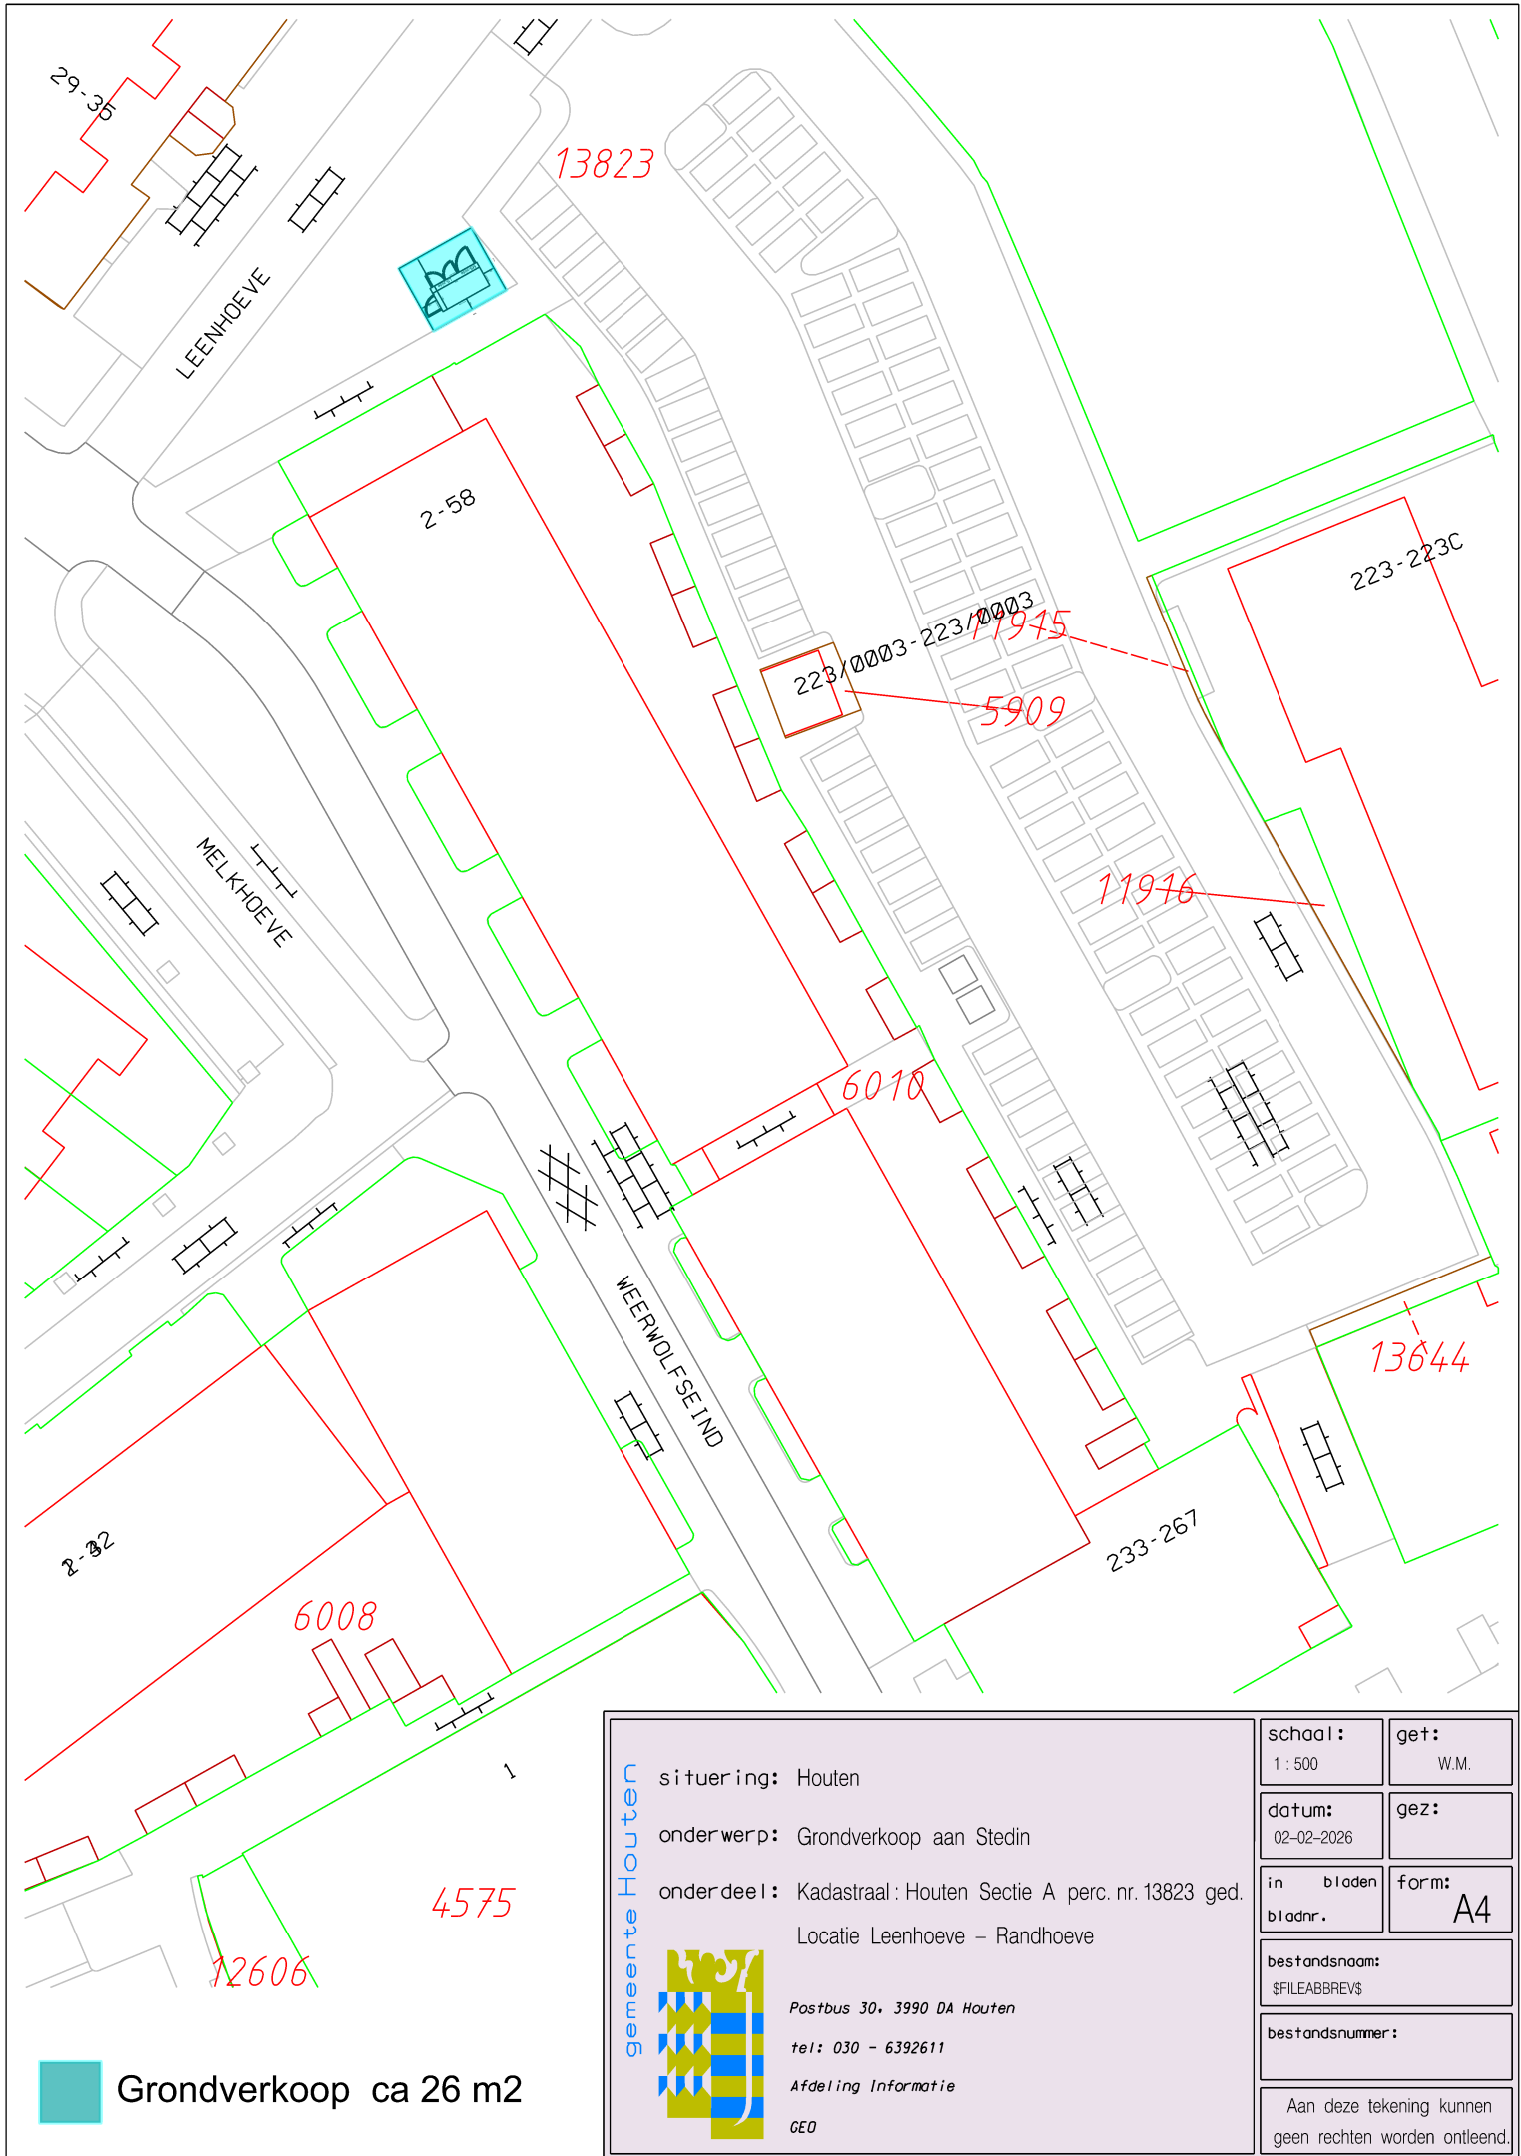 29-35
13823
LEENHOEVE
2-58
223-223C
223/0003-223/0003
11915
5909
MELKHOEVE
11916
6010
WEERWOLFSEIND
13644
233-267
6008
1
4575
12606
Grondverkoop ca 26 m2
gemeente Houten
situering: Houten
onderwerp: Grondverkoop aan Stedin
onderdeel: Kadastraal : Houten Sectie A perc. nr. 13823 ged.
Locatie Leenhoeve – Randhoeve
Postbus 30. 3990 DA Houten
tel: 030 - 6392611
Afdeling Informatie
GEO
schaal:
1 : 500
get:
W.M.
datum:
02-02-2026
gez:
in bladen
bladnr.
form:
A4
bestandsnaam:
$FILEABBREV$
bestandsnummer:
Aan deze tekening kunnen
geen rechten worden ontleend.